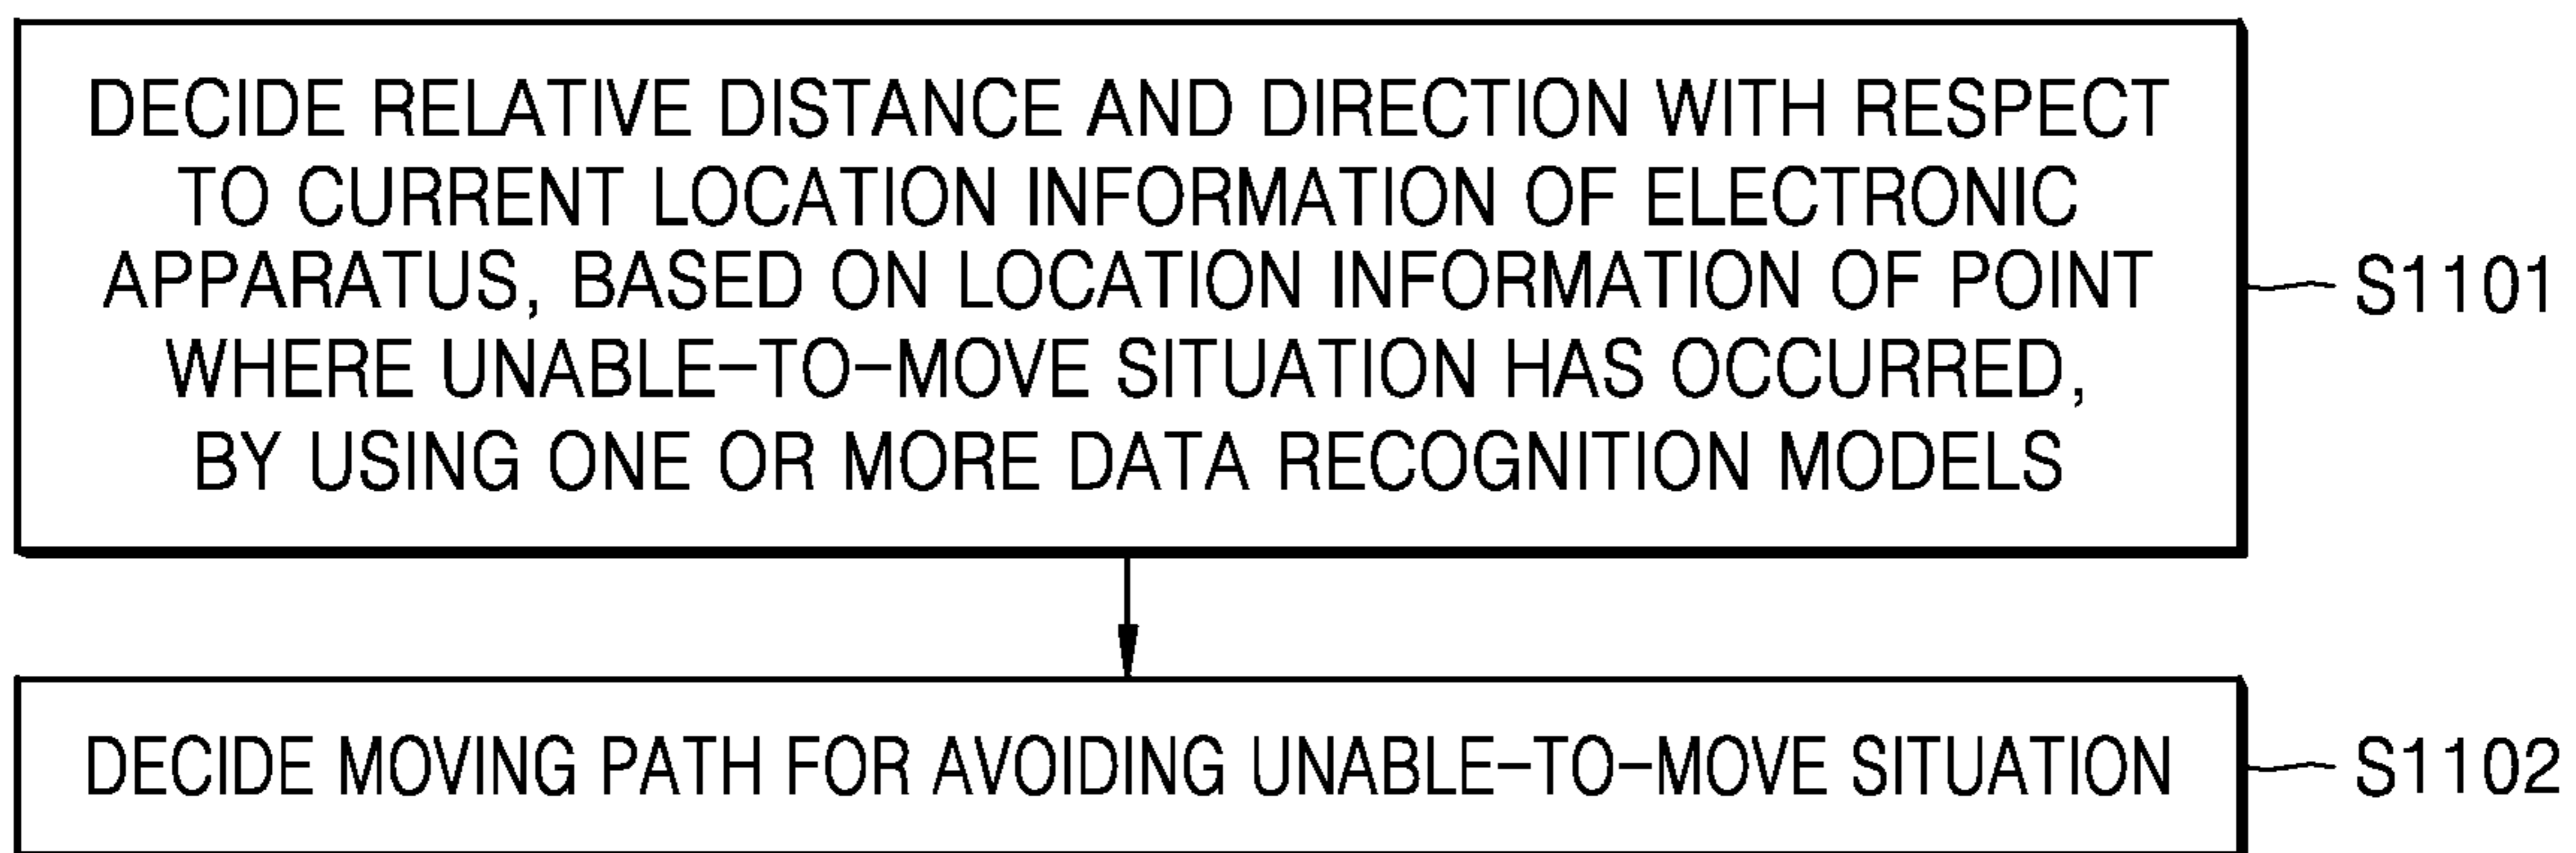 DECIDE RELATIVE DISTANCE AND DIRECTION WITH RESPECT
TO CURRENT LOCATION INFORMATION OF ELECTRONIC
APPARATUS, BASED ON LOCATION INFORMATION OF POINT
WHERE UNABLE-TO-MOVE SITUATION HAS OCCURRED,
BY USING ONE OR MORE DATA RECOGNITION MODELS
S1101
DECIDE MOVING PATH FOR AVOIDING UNABLE-TO-MOVE SITUATION
S1102